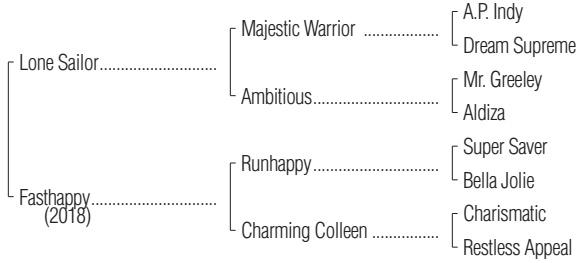 A.P. Indy
Majestic Warrior ..................
Dream Supreme
Lone Sailor............................
Mr. Greeley
Ambitious..............................
Aldiza
Super Saver
Runhappy ..............................
Bella Jolie
Fasthappy..............................
(2018)
Charismatic
Charming Colleen ................
Restless Appeal